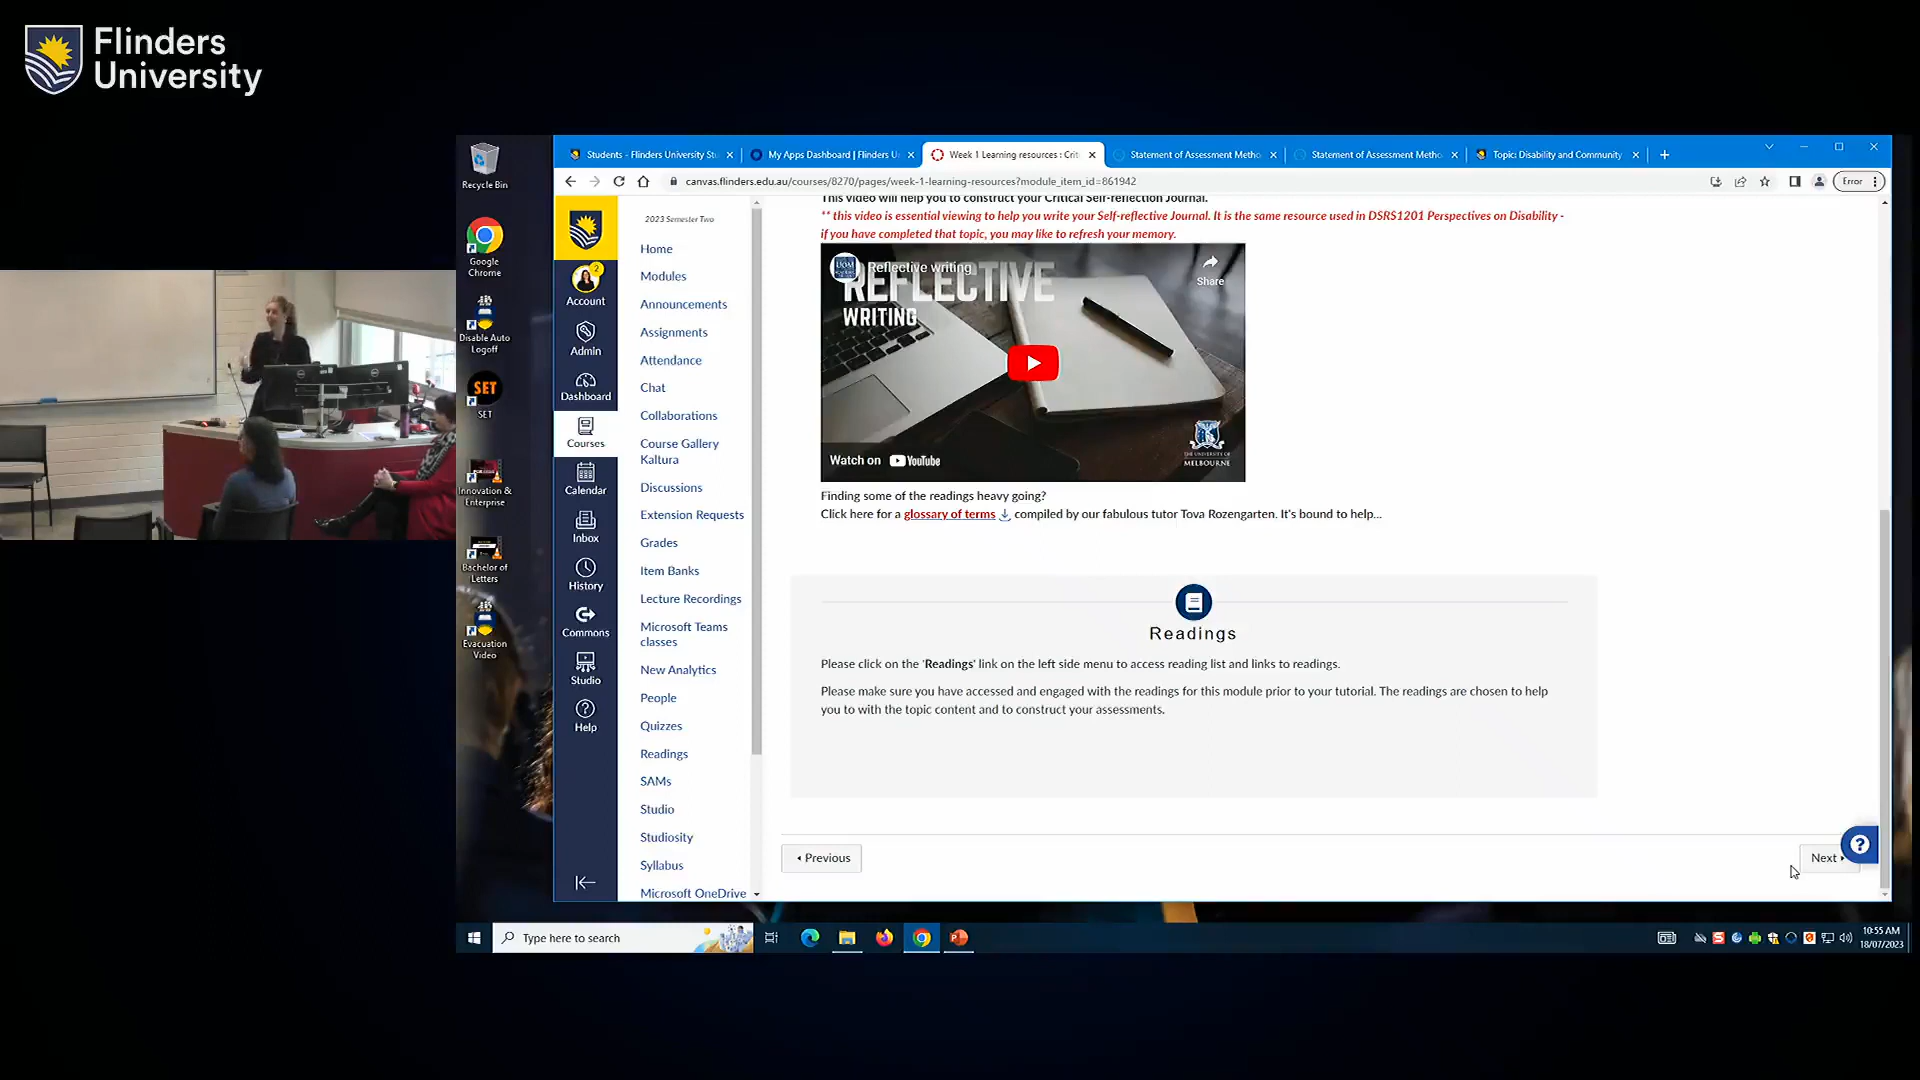 Flinders
University
Recycle Bin
Google
Chrome
Disable Auto
Logoff
SET
SET
Innovation &
Enterprise
Bachelor of
Letters
Evacuation
Video
Students - Flinders University Stu
My Apps Dashboard | Flinders U
Week 1 Learning resources : Crit
Statement of Assessment Metho
Statement of Assessment Metho
Topic: Disability and Community
canvas.flinders.edu.au/courses/8270/pages/week-1-learning-resources?module_item_id=861942
Error
2
Account
Admin
Dashboard
Courses
Calendar
Inbox
History
Commons
Studio
Help
2023 Semester Two
Home
Modules
Announcements
Assignments
Attendance
Chat
Collaborations
Course Gallery
Kaltura
Discussions
Extension Requests
Grades
Item Banks
Lecture Recordings
Microsoft Teams
classes
New Analytics
People
Quizzes
Readings
SAMs
Studio
Studiosity
Syllabus
Microsoft OneDrive
This video will help you to construct your Critical Self-reflection Journal.
** this video is essential viewing to help you write your Self-reflective Journal. It is the same resource used in DSRS1201 Perspectives on Disability -
if you have completed that topic, you may like to refresh your memory.
Reflective writing
REFLECTIVE
WRITING
Share
Watch on YouTube
THE UNIVERSITY OF
MELBOURNE
Finding some of the readings heavy going?
Click here for a glossary of terms compiled by our fabulous tutor Tova Rozengarten. It's bound to help...
Readings
Please click on the 'Readings' link on the left side menu to access reading list and links to readings.
Please make sure you have accessed and engaged with the readings for this module prior to your tutorial. The readings are chosen to help
you to with the topic content and to construct your assessments.
Previous
Next
Type here to search
10:55 AM
18/07/2023